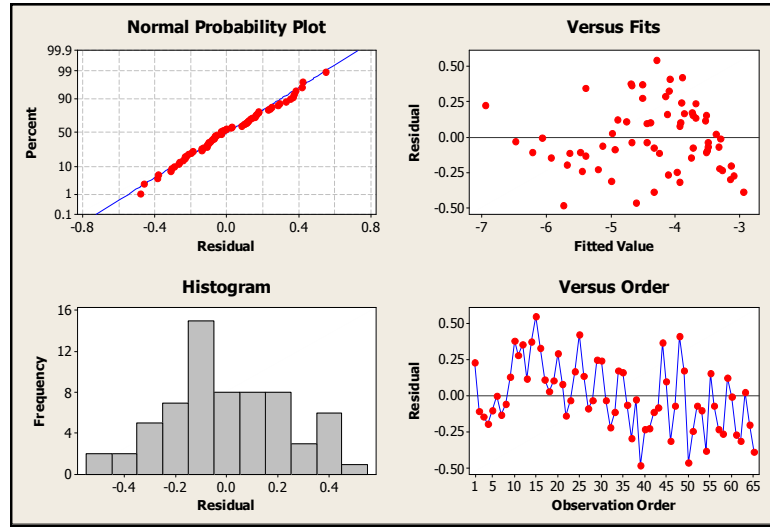 Normal Probability Plot
99.9
99
90
50
10
1
0.1
Percent
-0.8 -0.4 0.0 0.4 0.8
Residual
Versus Fits
0.50
0.25
0.00
-0.25
-0.50
Residual
-7 -6 -5 -4 -3
Fitted Value
Histogram
16
12
8
4
0
Frequency
-0.4 -0.2 0.0 0.2 0.4
Residual
Versus Order
0.50
0.25
0.00
-0.25
-0.50
Residual
1 5 10 15 20 25 30 35 40 45 50 55 60 65
Observation Order